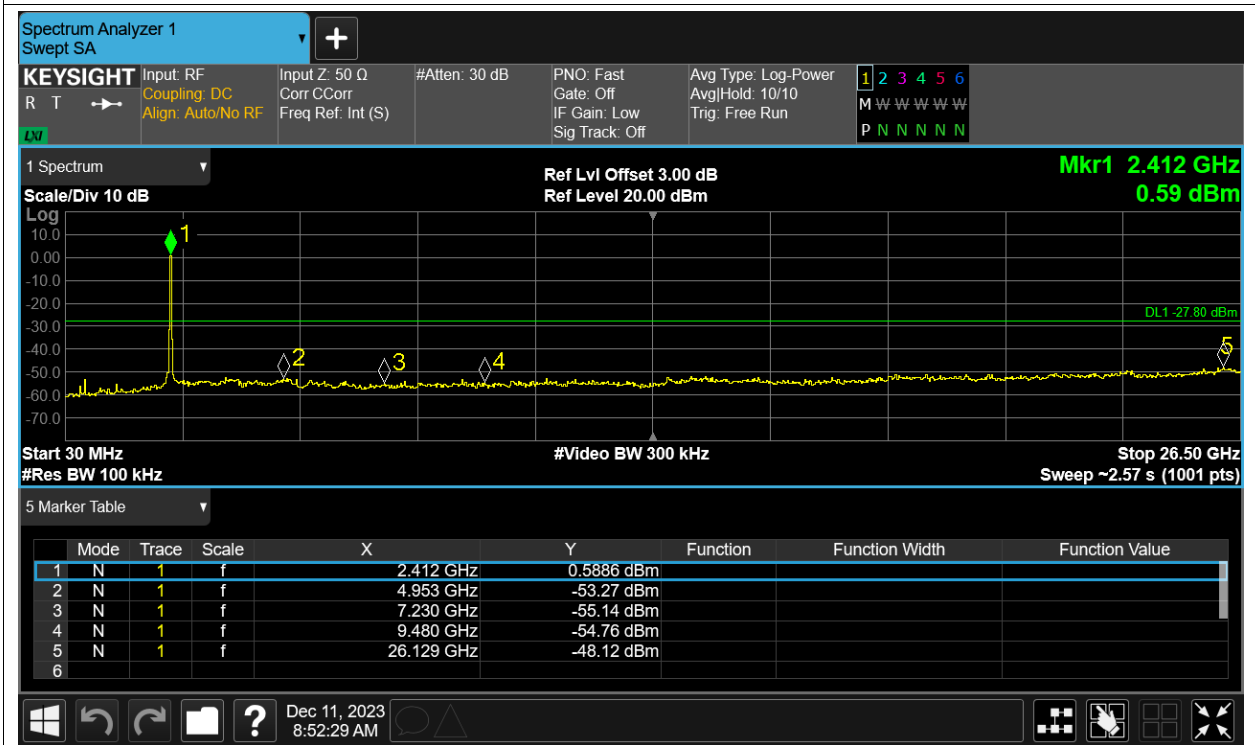 Spectrum Analyzer 1
Swept SA
KEYSIGHT
R T
LXI
Input: RF
Coupling: DC
Align: Auto/No RF
Input Z: 50 Ω
Corr CCorr
Freq Ref: Int (S)
#Atten: 30 dB
PNO: Fast
Gate: Off
IF Gain: Low
Sig Track: Off
Avg Type: Log-Power
Avg|Hold: 10/10
Trig: Free Run
1 2 3 4 5 6
M W W W W W
P N N N N N
1 Spectrum
Scale/Div 10 dB
Ref Lvl Offset 3.00 dB
Ref Level 20.00 dBm
Mkr1 2.412 GHz
0.59 dBm
Log
10.0
0.00
-10.0
-20.0
-30.0
-40.0
-50.0
-60.0
-70.0
1
2
3
4
5
DL1 -27.80 dBm
Start 30 MHz
#Res BW 100 kHz
#Video BW 300 kHz
Stop 26.50 GHz
Sweep ~2.57 s (1001 pts)
5 Marker Table
Mode Trace Scale X Y Function Function Width Function Value
1 N 1 f 2.412 GHz 0.5886 dBm
2 N 1 f 4.953 GHz -53.27 dBm
3 N 1 f 7.230 GHz -55.14 dBm
4 N 1 f 9.480 GHz -54.76 dBm
5 N 1 f 26.129 GHz -48.12 dBm
6
?
Dec 11, 2023
8:52:29 AM